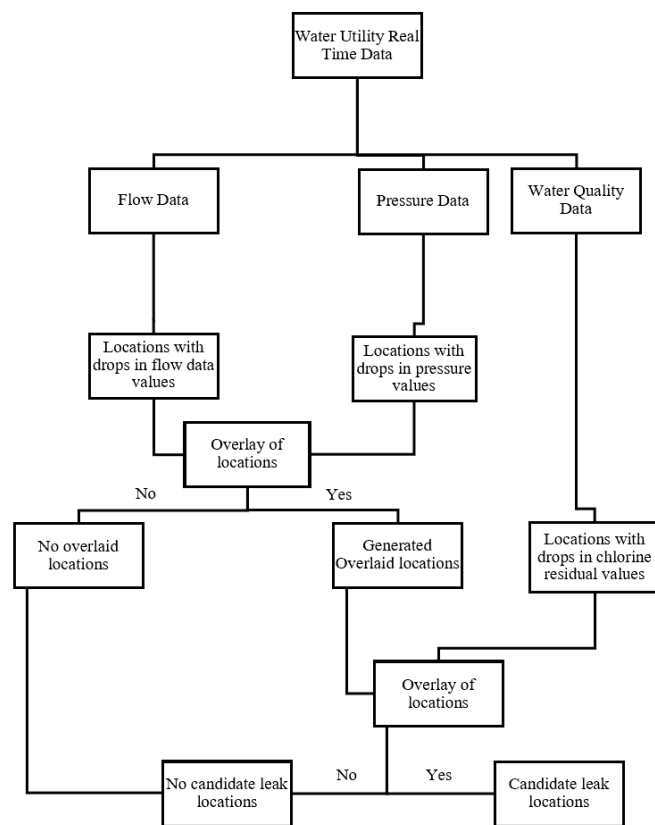 Water Utility Real
Time Data
Flow Data
Pressure Data
Water Quality
Data
Locations with
drops in flow data
values
Locations with
drops in pressure
values
Overlay of
locations
No
Yes
No overlaid
locations
Generated
Overlaid locations
Locations with
drops in chlorine
residual values
Overlay of
locations
No
Yes
No candidate leak
locations
Candidate leak
locations